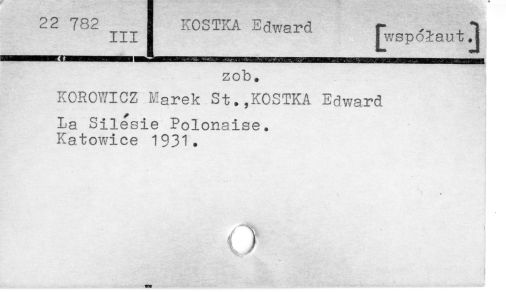 22 782
III
KOSTKA Edward
[współaut.]
zob.
KOROWICZ Marek St.,KOSTKA Edward
La Silésie Polonaise.
Katowice 1931.